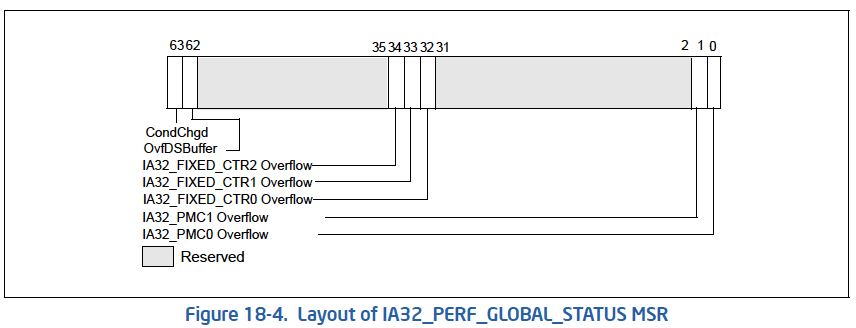 63 62 35 34 33 32 31 2 1 0
CondChgd
OvfDSBuffer
IA32_FIXED_CTR2 Overflow
IA32_FIXED_CTR1 Overflow
IA32_FIXED_CTR0 Overflow
IA32_PMC1 Overflow
IA32_PMC0 Overflow
Reserved
Figure 18-4. Layout of IA32_PERF_GLOBAL_STATUS MSR